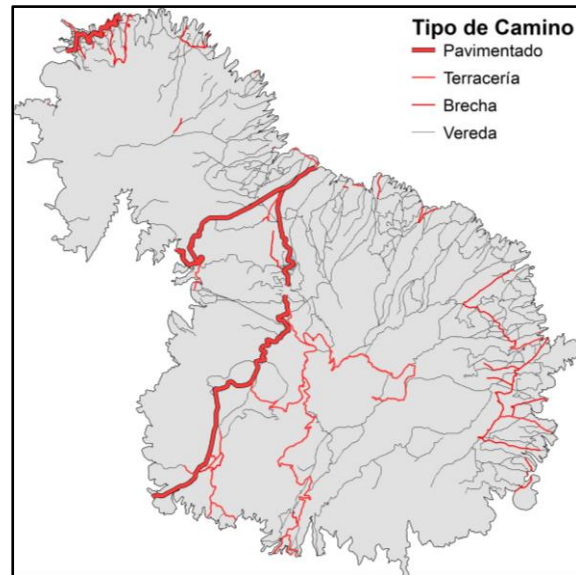 Tipo de Camino
Pavimentado
Terracería
Brecha
Vereda